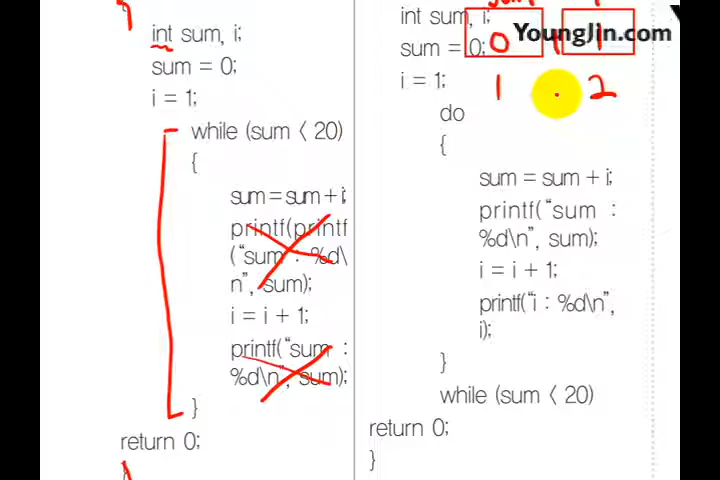 int sum, i;
sum = 0;
i = 1;
while (sum < 20)
{
sum = sum + i;
printf(printf
("sum : %d\
n", sum);
i = i + 1;
printf("sum :
%d\n", sum);
}
return 0;
}
int sum, i;
sum = 0;
i = 1;
do
{
sum = sum + i;
printf("sum :
%d\n", sum);
i = i + 1;
printf("i : %d\n",
i);
}
while (sum < 20)
return 0;
}
YoungJin.com
0 1
1 2